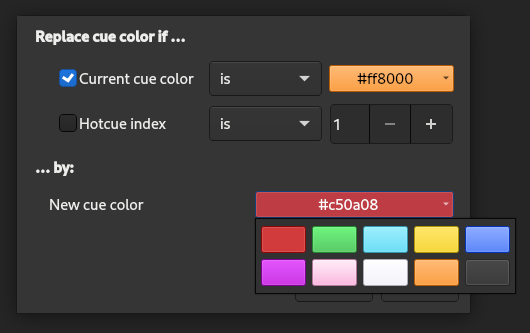 Replace cue color if ...
Current cue color is #ff8000
Hotcue index is 1 − +
... by:
New cue color #c50a08